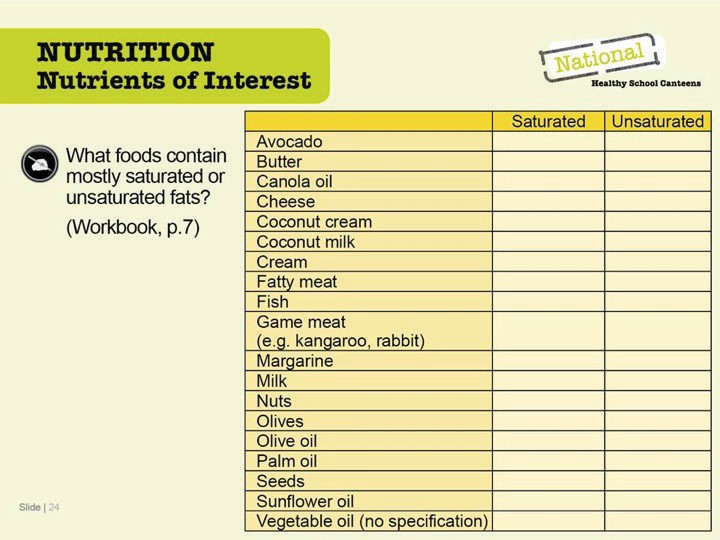 NUTRITION
Nutrients of Interest
National
Healthy School Canteens
What foods contain
mostly saturated or
unsaturated fats?
(Workbook, p.7)
Saturated Unsaturated
Avocado
Butter
Canola oil
Cheese
Coconut cream
Coconut milk
Cream
Fatty meat
Fish
Game meat
(e.g. kangaroo, rabbit)
Margarine
Milk
Nuts
Olives
Olive oil
Palm oil
Seeds
Sunflower oil
Vegetable oil (no specification)
Slide | 24